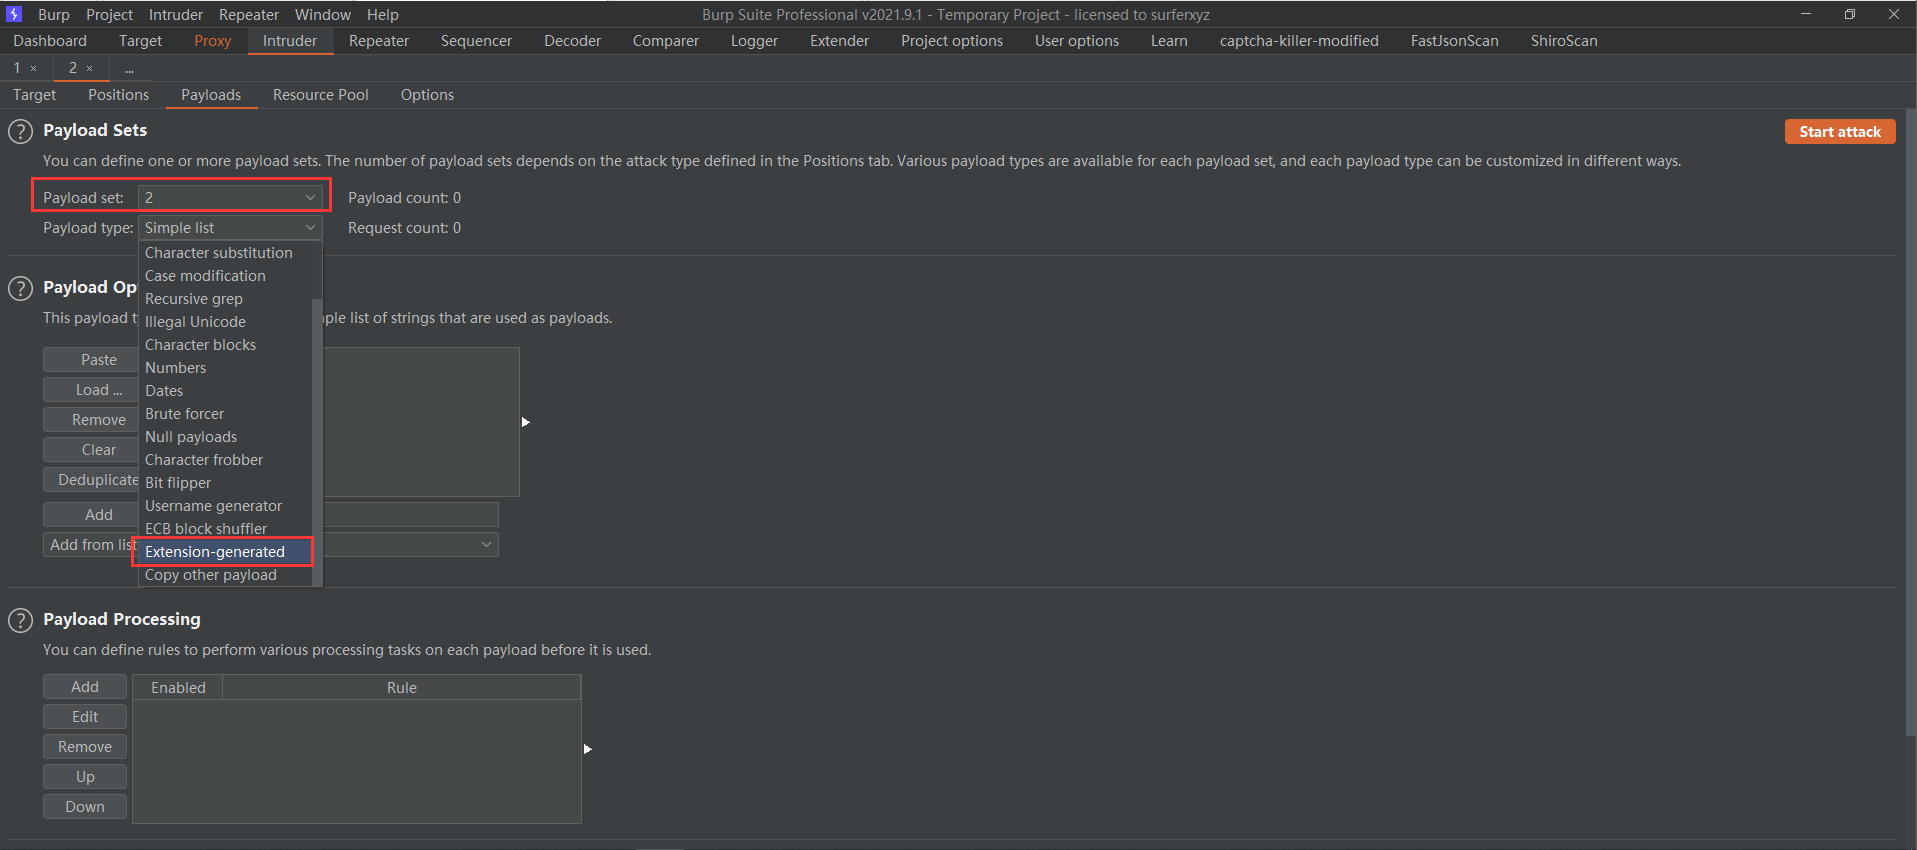 Burp Project Intruder Repeater Window Help Burp Suite Professional v2021.9.1 - Temporary Project - licensed to surferxyz
Dashboard Target Proxy Intruder Repeater Sequencer Decoder Comparer Logger Extender Project options User options Learn captcha-killer-modified FastJsonScan ShiroScan
1 × 2 × ...
Target Positions Payloads Resource Pool Options
? Payload Sets Start attack
You can define one or more payload sets. The number of payload sets depends on the attack type defined in the Positions tab. Various payload types are available for each payload set, and each payload type can be customized in different ways.
Payload set: 2 Payload count: 0
Payload type: Simple list Request count: 0
Character substitution
Case modification
Recursive grep
Illegal Unicode
Character blocks
Numbers
Dates
Brute forcer
Null payloads
Character frobber
Bit flipper
Username generator
ECB block shuffler
Extension-generated
Copy other payload
? Payload Op
This payload t ple list of strings that are used as payloads.
Paste
Load ...
Remove
Clear
Deduplicate
Add
Add from list
? Payload Processing
You can define rules to perform various processing tasks on each payload before it is used.
Add Enabled Rule
Edit
Remove
Up
Down